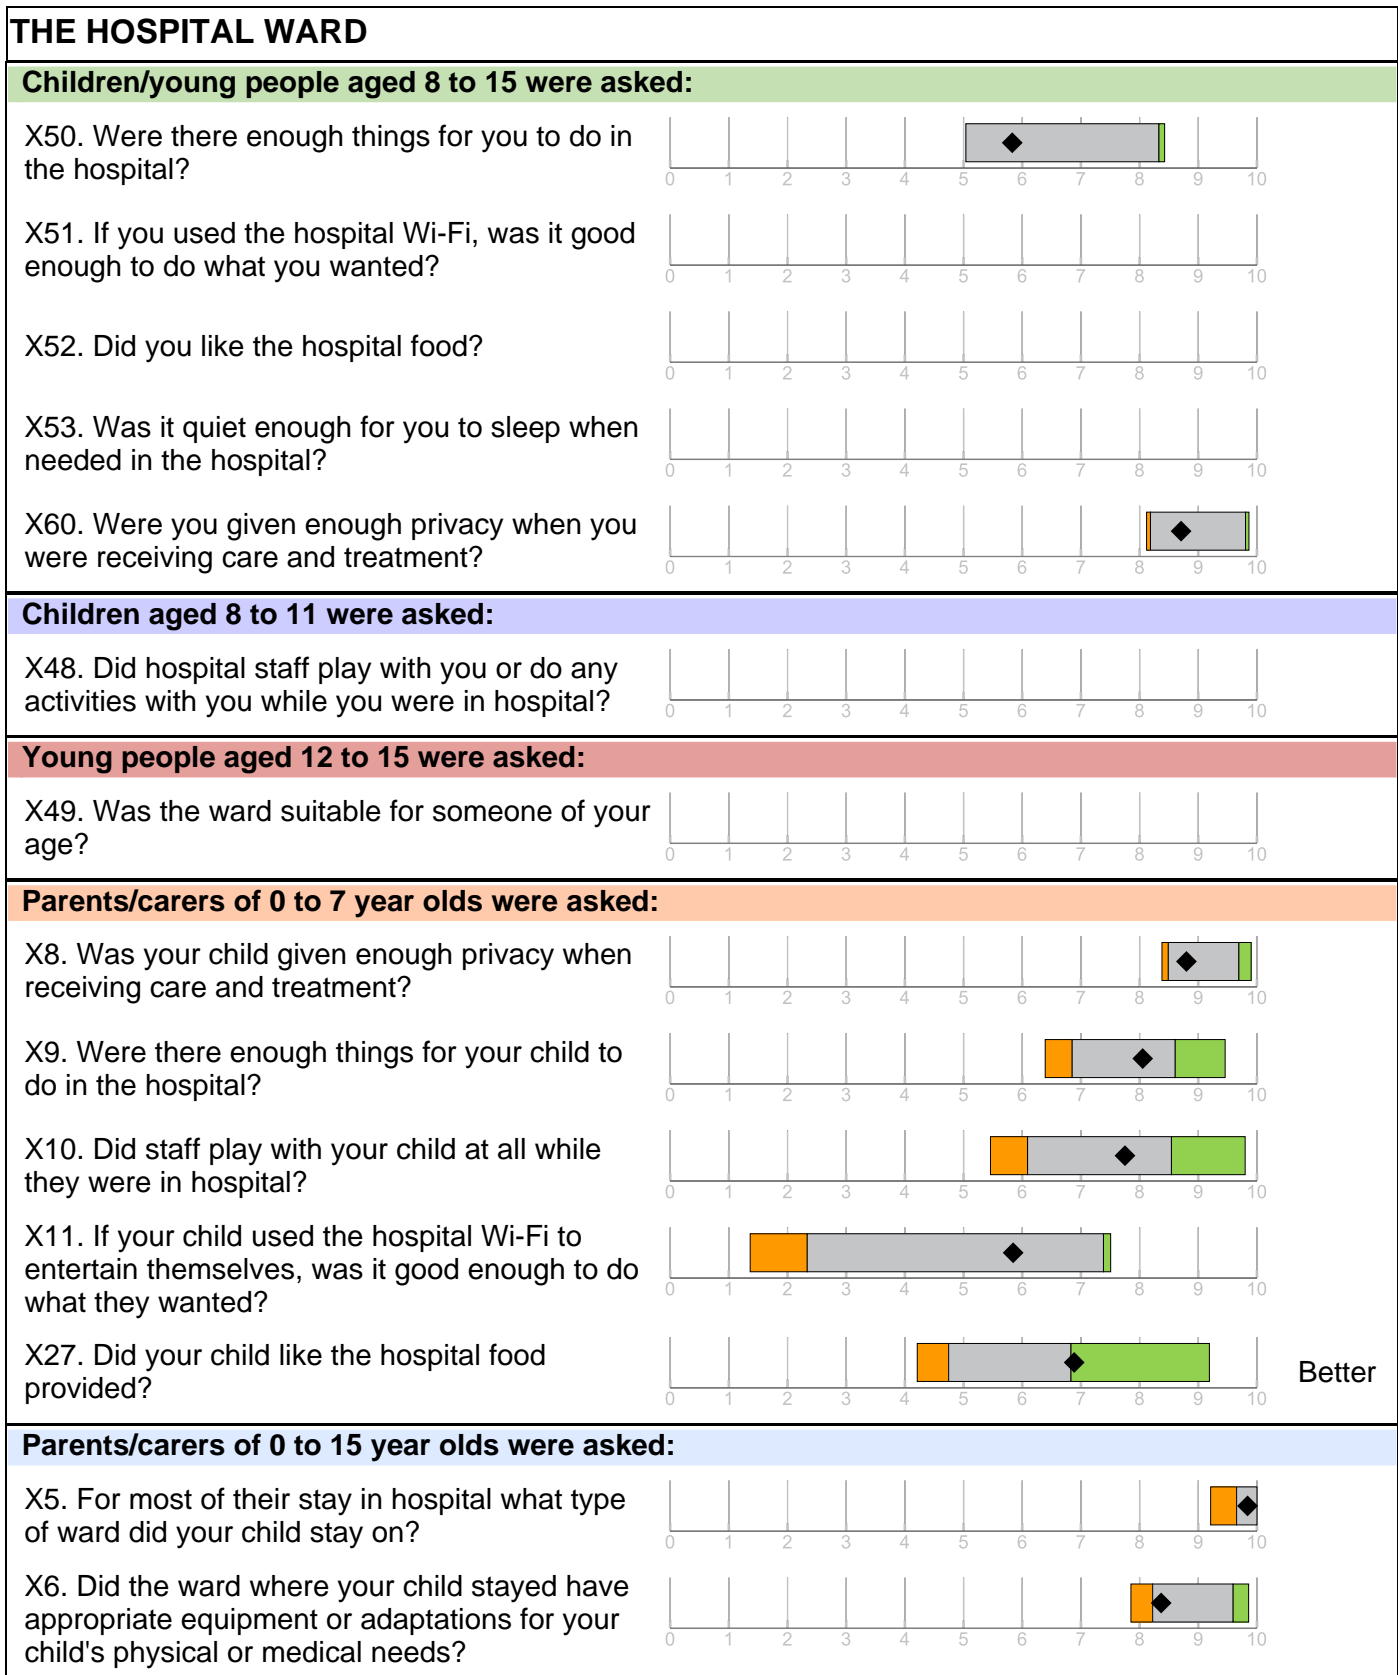 THE HOSPITAL WARD
Children/young people aged 8 to 15 were asked:
X50. Were there enough things for you to do in
the hospital?
0 1 2 3 4 5 6 7 8 9 10
X51. If you used the hospital Wi-Fi, was it good
enough to do what you wanted?
0 1 2 3 4 5 6 7 8 9 10
X52. Did you like the hospital food?
0 1 2 3 4 5 6 7 8 9 10
X53. Was it quiet enough for you to sleep when
needed in the hospital?
0 1 2 3 4 5 6 7 8 9 10
X60. Were you given enough privacy when you
were receiving care and treatment?
0 1 2 3 4 5 6 7 8 9 10
Children aged 8 to 11 were asked:
X48. Did hospital staff play with you or do any
activities with you while you were in hospital?
0 1 2 3 4 5 6 7 8 9 10
Young people aged 12 to 15 were asked:
X49. Was the ward suitable for someone of your
age?
0 1 2 3 4 5 6 7 8 9 10
Parents/carers of 0 to 7 year olds were asked:
X8. Was your child given enough privacy when
receiving care and treatment?
0 1 2 3 4 5 6 7 8 9 10
X9. Were there enough things for your child to
do in the hospital?
0 1 2 3 4 5 6 7 8 9 10
X10. Did staff play with your child at all while
they were in hospital?
0 1 2 3 4 5 6 7 8 9 10
X11. If your child used the hospital Wi-Fi to
entertain themselves, was it good enough to do
what they wanted?
0 1 2 3 4 5 6 7 8 9 10
X27. Did your child like the hospital food
provided?
0 1 2 3 4 5 6 7 8 9 10
Better
Parents/carers of 0 to 15 year olds were asked:
X5. For most of their stay in hospital what type
of ward did your child stay on?
0 1 2 3 4 5 6 7 8 9 10
X6. Did the ward where your child stayed have
appropriate equipment or adaptations for your
child's physical or medical needs?
0 1 2 3 4 5 6 7 8 9 10